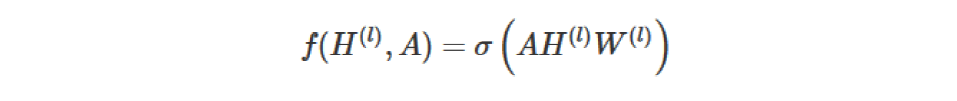 f(H^{(l)}, A) = σ(AH^{(l)}W^{(l)})